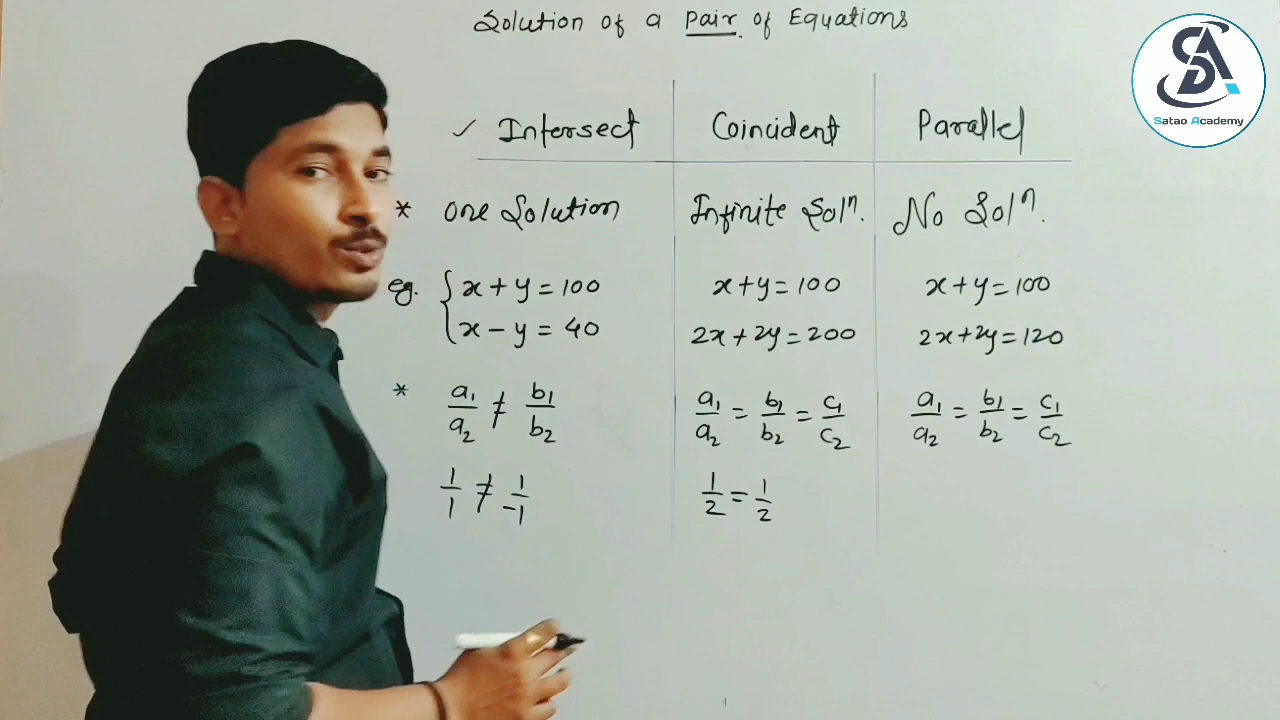 Solution of a Pair of Equations
SA
Satao Academy
✓ Intersect Coincident Parallel
* One Solution Infinite Solⁿ. No Solⁿ.
eg. { x + y = 100 x+y = 100 x+y = 100
x - y = 40 2x + 2y = 200 2x + 2y = 120
* a₁/a₂ ≠ b₁/b₂ a₁/a₂ = b₁/b₂ = c₁/c₂ a₁/a₂ = b₁/b₂ = c₁/c₂
1/1 ≠ 1/-1 1/2 = 1/2